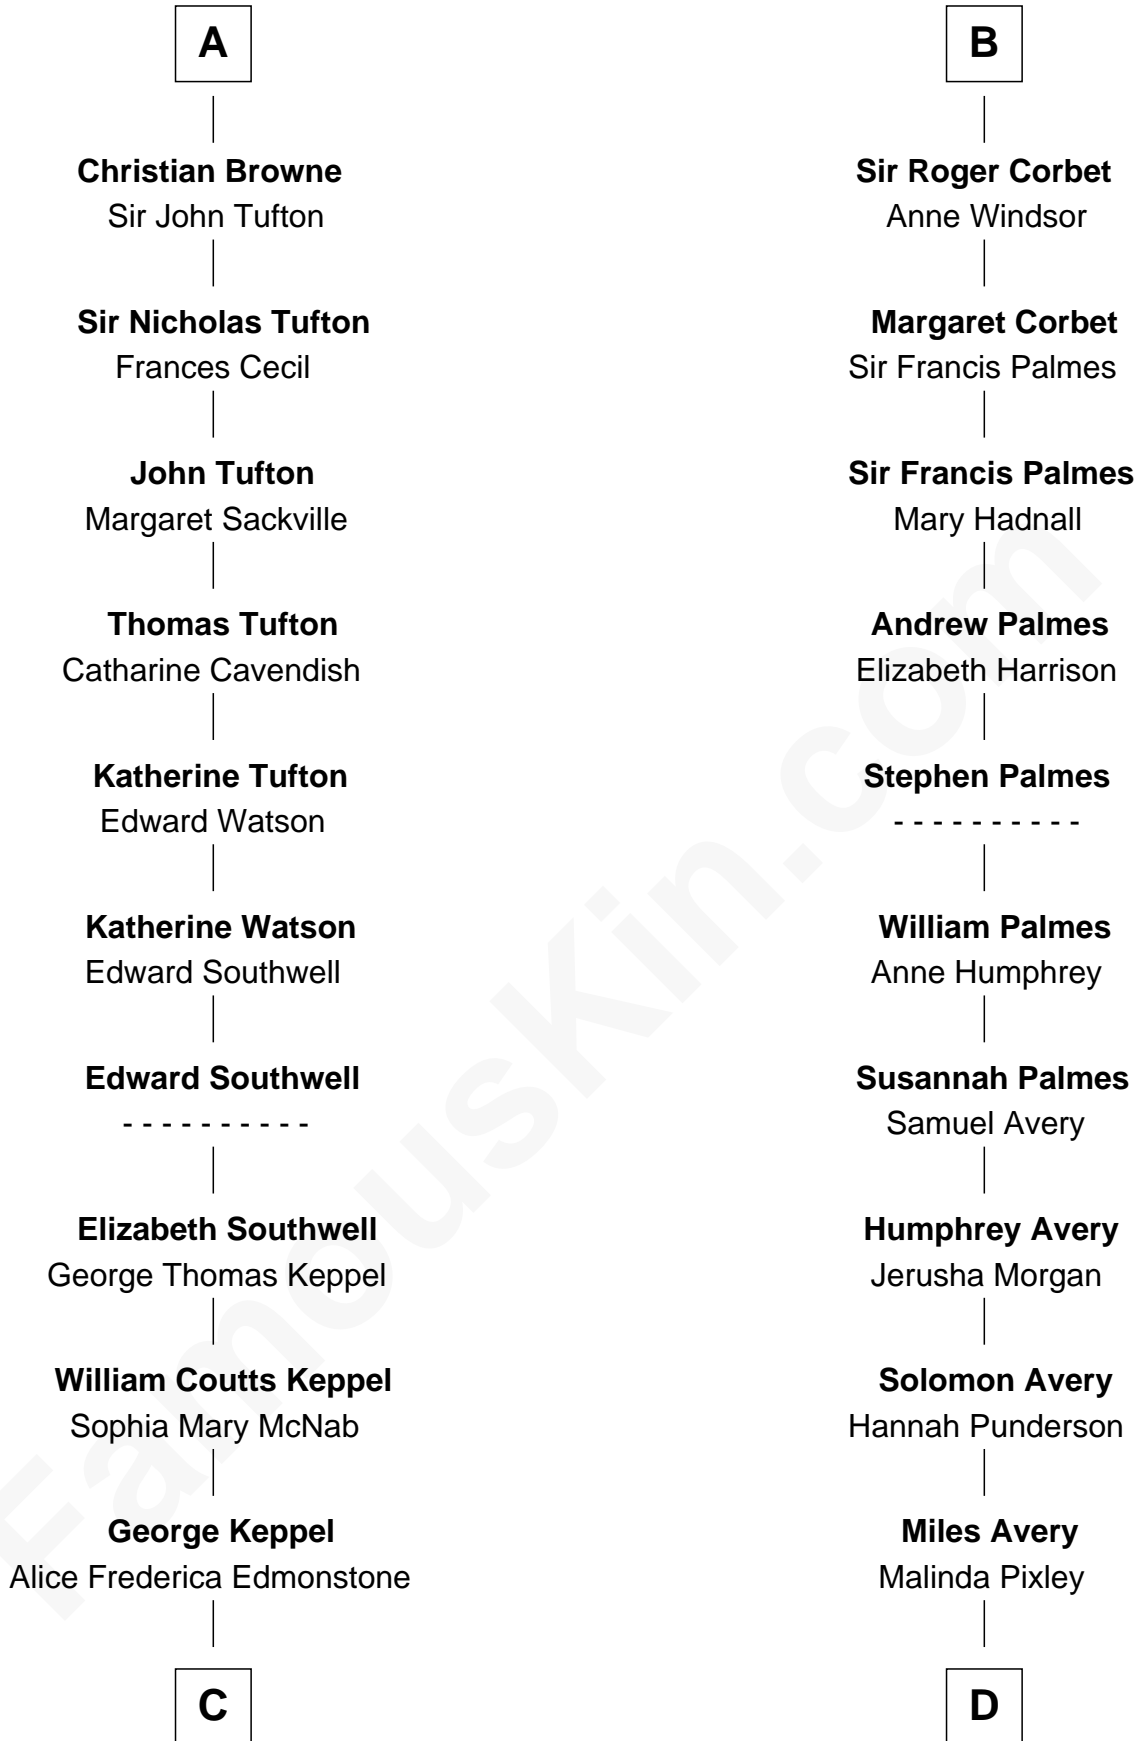 A
Christian Browne
Sir John Tufton
Sir Nicholas Tufton
Frances Cecil
John Tufton
Margaret Sackville
Thomas Tufton
Catharine Cavendish
Katherine Tufton
Edward Watson
Katherine Watson
Edward Southwell
Edward Southwell
- - - - - - - - - -
Elizabeth Southwell
George Thomas Keppel
William Coutts Keppel
Sophia Mary McNab
George Keppel
Alice Frederica Edmonstone
C
B
Sir Roger Corbet
Anne Windsor
Margaret Corbet
Sir Francis Palmes
Sir Francis Palmes
Mary Hadnall
Andrew Palmes
Elizabeth Harrison
Stephen Palmes
- - - - - - - - - -
William Palmes
Anne Humphrey
Susannah Palmes
Samuel Avery
Humphrey Avery
Jerusha Morgan
Solomon Avery
Hannah Punderson
Miles Avery
Malinda Pixley
D
FamousKin.com